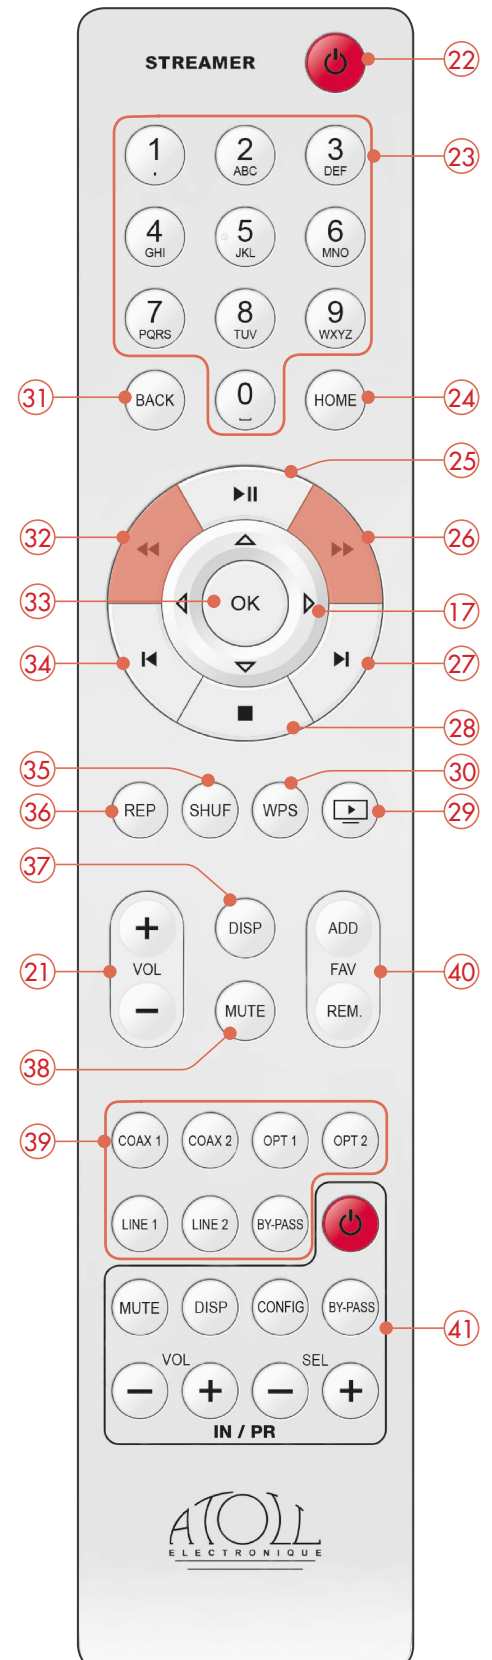 STREAMER
22
1
.
2
ABC
3
DEF
23
4
GHI
5
JKL
6
MNO
7
PQRS
8
TUV
9
WXYZ
31
BACK
0
HOME
24
25
32
26
33
OK
17
34
27
28
35
30
36
REP
SHUF
WPS
29
37
+
DISP
ADD
21
VOL
FAV
40
−
MUTE
REM.
38
39
COAX 1
COAX 2
OPT 1
OPT 2
LINE 1
LINE 2
BY-PASS
MUTE
DISP
CONFIG
BY-PASS
41
VOL
SEL
− + − +
IN / PR
ATOLL
ELECTRONIQUE